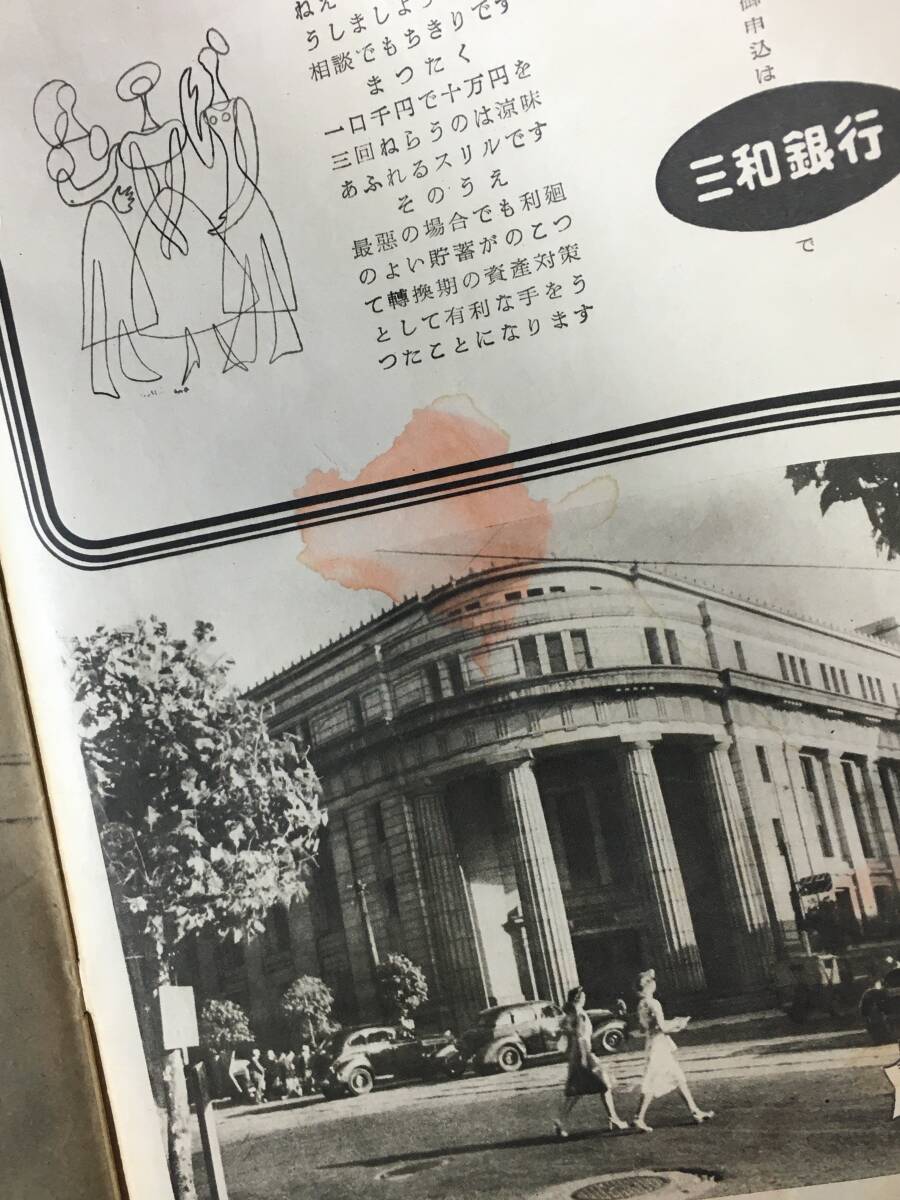 ねえ
うしましよう
相談でもちきりです
まつたく
一口千円で十万円を
三回ねらうのは涼味
あふれるスリルです
そのうえ
最悪の場合でも利廻
のよい貯蓄がのこつ
て轉換期の資産対策
として有利な手をう
つたことになります
御申込は
三和銀行
で